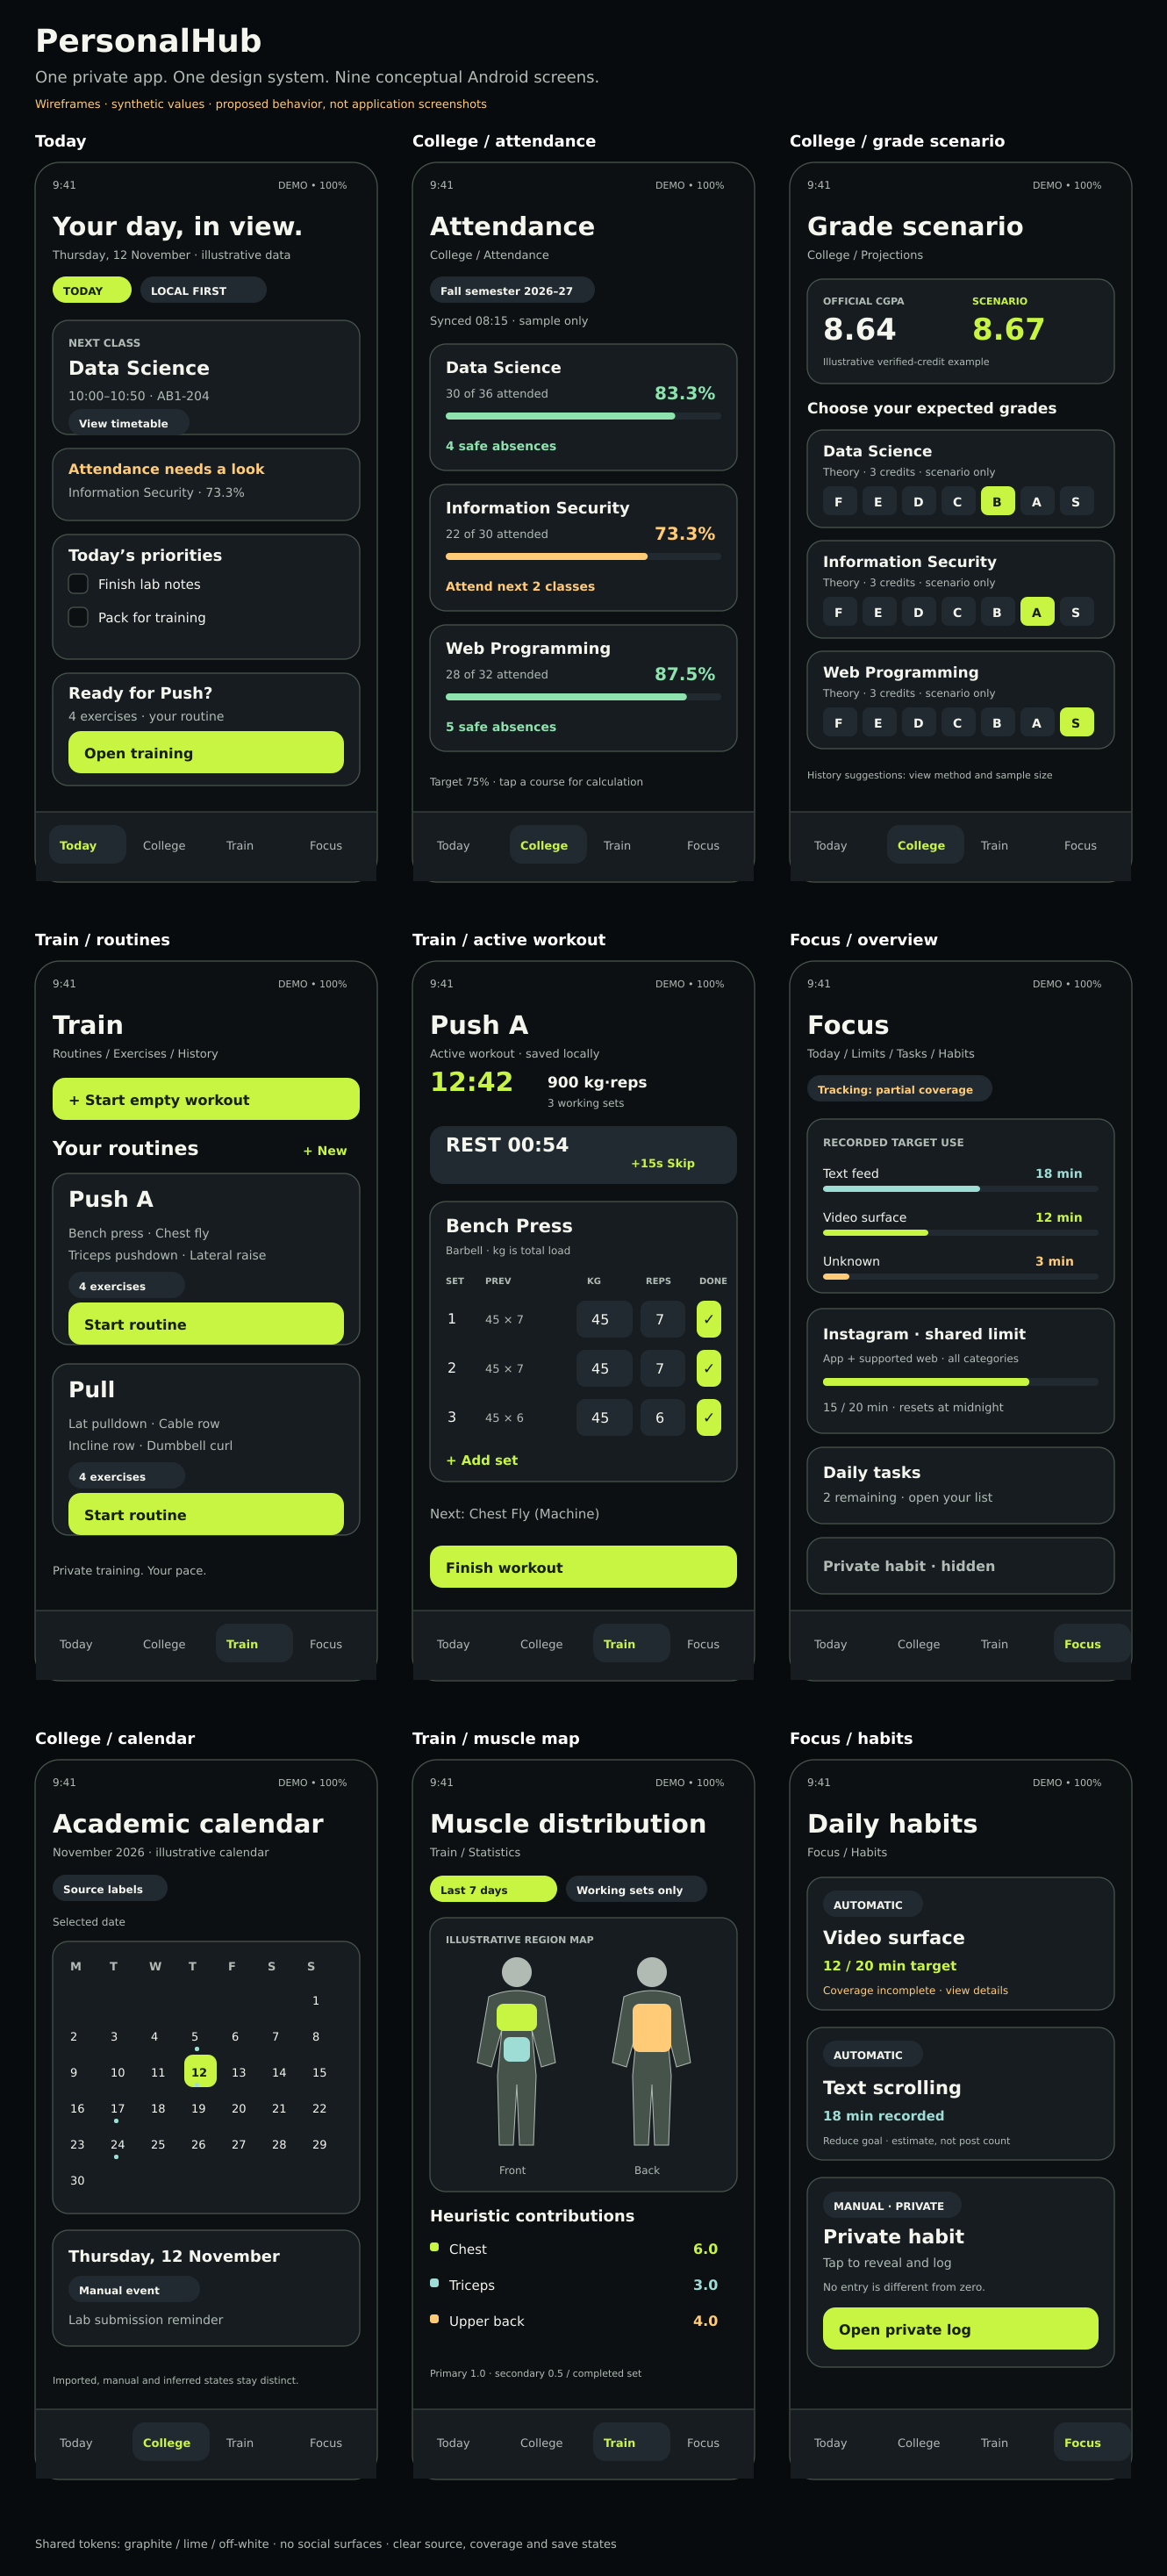 PersonalHub
One private app. One design system. Nine conceptual Android screens.
Wireframes · synthetic values · proposed behavior, not application screenshots
Today
9:41 DEMO • 100%
Your day, in view.
Thursday, 12 November · illustrative data
TODAY LOCAL FIRST
NEXT CLASS
Data Science
10:00–10:50 · AB1-204
View timetable
Attendance needs a look
Information Security · 73.3%
Today’s priorities
Finish lab notes
Pack for training
Ready for Push?
4 exercises · your routine
Open training
Today College Train Focus
College / attendance
9:41 DEMO • 100%
Attendance
College / Attendance
Fall semester 2026–27
Synced 08:15 · sample only
Data Science
30 of 36 attended 83.3%
4 safe absences
Information Security
22 of 30 attended 73.3%
Attend next 2 classes
Web Programming
28 of 32 attended 87.5%
5 safe absences
Target 75% · tap a course for calculation
Today College Train Focus
College / grade scenario
9:41 DEMO • 100%
Grade scenario
College / Projections
OFFICIAL CGPA SCENARIO
8.64 8.67
Illustrative verified-credit example
Choose your expected grades
Data Science
Theory · 3 credits · scenario only
F E D C B A S
Information Security
Theory · 3 credits · scenario only
F E D C B A S
Web Programming
Theory · 3 credits · scenario only
F E D C B A S
History suggestions: view method and sample size
Today College Train Focus
Train / routines
9:41 DEMO • 100%
Train
Routines / Exercises / History
+ Start empty workout
Your routines + New
Push A
Bench press · Chest fly
Triceps pushdown · Lateral raise
4 exercises
Start routine
Pull
Lat pulldown · Cable row
Incline row · Dumbbell curl
4 exercises
Start routine
Private training. Your pace.
Today College Train Focus
Train / active workout
9:41 DEMO • 100%
Push A
Active workout · saved locally
12:42 900 kg·reps
3 working sets
REST 00:54
+15s Skip
Bench Press
Barbell · kg is total load
SET PREV KG REPS DONE
1 45 × 7 45 7 ✓
2 45 × 7 45 7 ✓
3 45 × 6 45 6 ✓
+ Add set
Next: Chest Fly (Machine)
Finish workout
Today College Train Focus
Focus / overview
9:41 DEMO • 100%
Focus
Today / Limits / Tasks / Habits
Tracking: partial coverage
RECORDED TARGET USE
Text feed 18 min
Video surface 12 min
Unknown 3 min
Instagram · shared limit
App + supported web · all categories
15 / 20 min · resets at midnight
Daily tasks
2 remaining · open your list
Private habit · hidden
Today College Train Focus
College / calendar
9:41 DEMO • 100%
Academic calendar
November 2026 · illustrative calendar
Source labels
Selected date
M T W T F S S
1
2 3 4 5 6 7 8
9 10 11 12 13 14 15
16 17 18 19 20 21 22
23 24 25 26 27 28 29
30
Thursday, 12 November
Manual event
Lab submission reminder
Imported, manual and inferred states stay distinct.
Today College Train Focus
Train / muscle map
9:41 DEMO • 100%
Muscle distribution
Train / Statistics
Last 7 days Working sets only
ILLUSTRATIVE REGION MAP
Front Back
Heuristic contributions
Chest 6.0
Triceps 3.0
Upper back 4.0
Primary 1.0 · secondary 0.5 / completed set
Today College Train Focus
Focus / habits
9:41 DEMO • 100%
Daily habits
Focus / Habits
AUTOMATIC
Video surface
12 / 20 min target
Coverage incomplete · view details
AUTOMATIC
Text scrolling
18 min recorded
Reduce goal · estimate, not post count
MANUAL · PRIVATE
Private habit
Tap to reveal and log
No entry is different from zero.
Open private log
Today College Train Focus
Shared tokens: graphite / lime / off-white · no social surfaces · clear source, coverage and save states